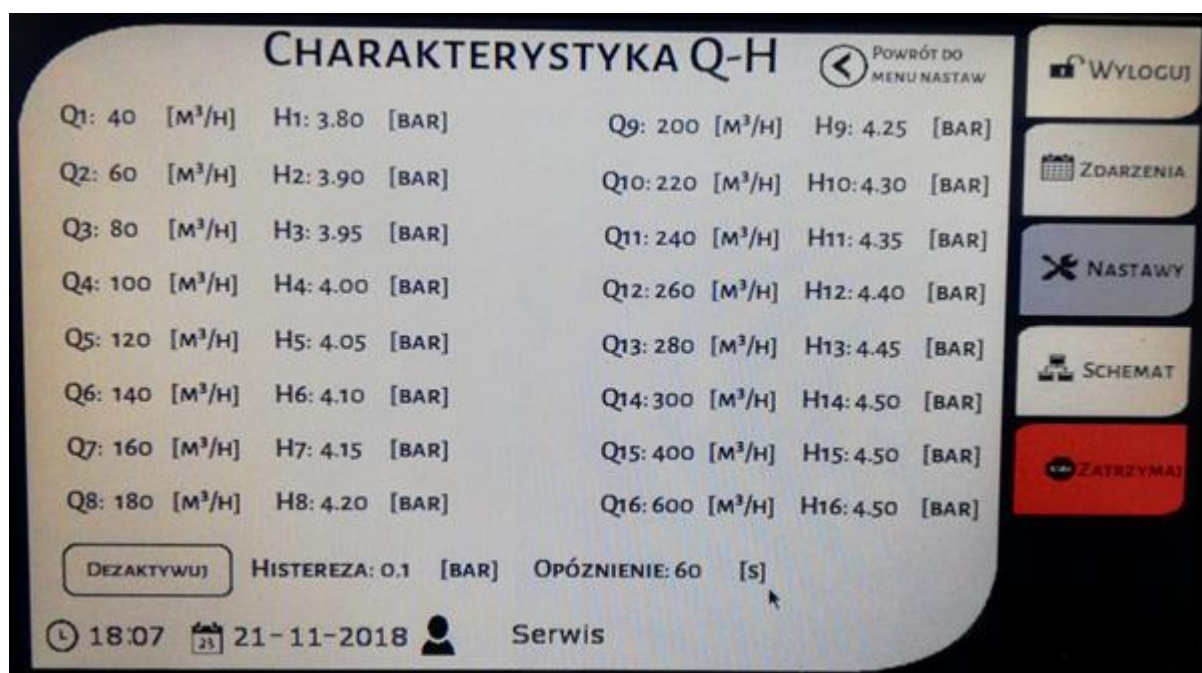 CHARAKTERYSTYKA Q-H
POWRÓT DO
MENU NASTAW
Q1: 40 [M³/H] H1: 3.80 [BAR]
Q2: 60 [M³/H] H2: 3.90 [BAR]
Q3: 80 [M³/H] H3: 3.95 [BAR]
Q4: 100 [M³/H] H4: 4.00 [BAR]
Q5: 120 [M³/H] H5: 4.05 [BAR]
Q6: 140 [M³/H] H6: 4.10 [BAR]
Q7: 160 [M³/H] H7: 4.15 [BAR]
Q8: 180 [M³/H] H8: 4.20 [BAR]
Q9: 200 [M³/H] H9: 4.25 [BAR]
Q10: 220 [M³/H] H10: 4.30 [BAR]
Q11: 240 [M³/H] H11: 4.35 [BAR]
Q12: 260 [M³/H] H12: 4.40 [BAR]
Q13: 280 [M³/H] H13: 4.45 [BAR]
Q14: 300 [M³/H] H14: 4.50 [BAR]
Q15: 400 [M³/H] H15: 4.50 [BAR]
Q16: 600 [M³/H] H16: 4.50 [BAR]
DEZAKTYWUJ HISTEREZA: 0.1 [BAR] OPÓZNIENIE: 60 [S]
18:07 21-11-2018 Serwis
WYLOGUJ
ZDARZENIA
NASTAWY
SCHEMAT
ZATRZYMAJ